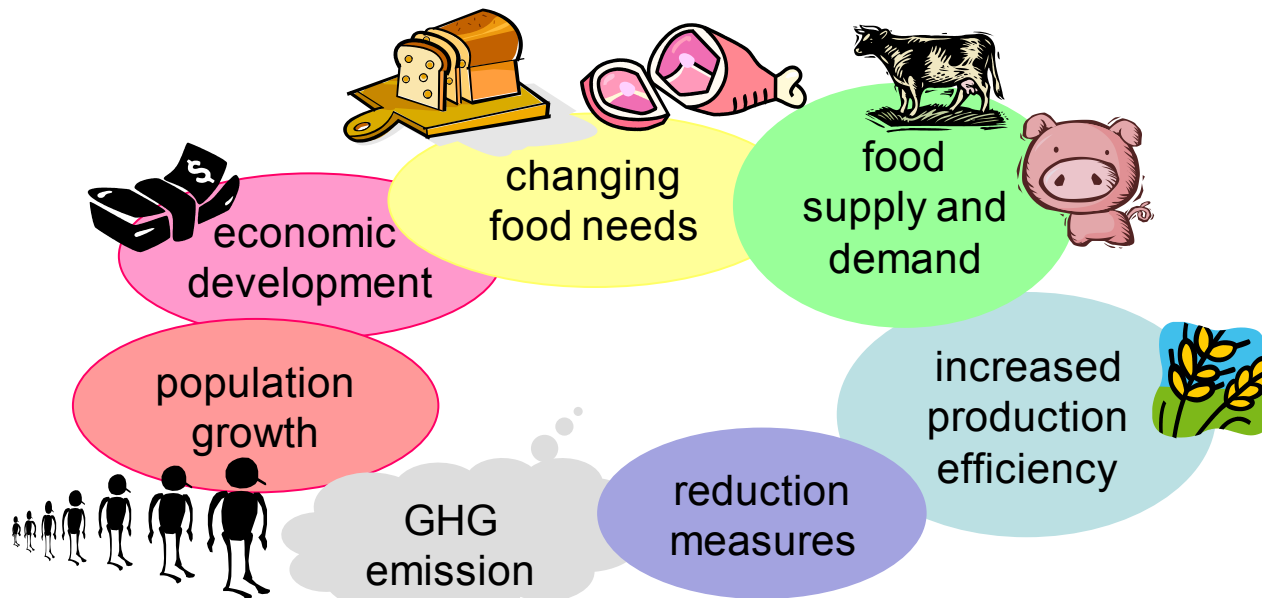 changing
food needs
food
supply and
demand
$
economic
development
increased
production
efficiency
population
growth
reduction
measures
GHG
emission